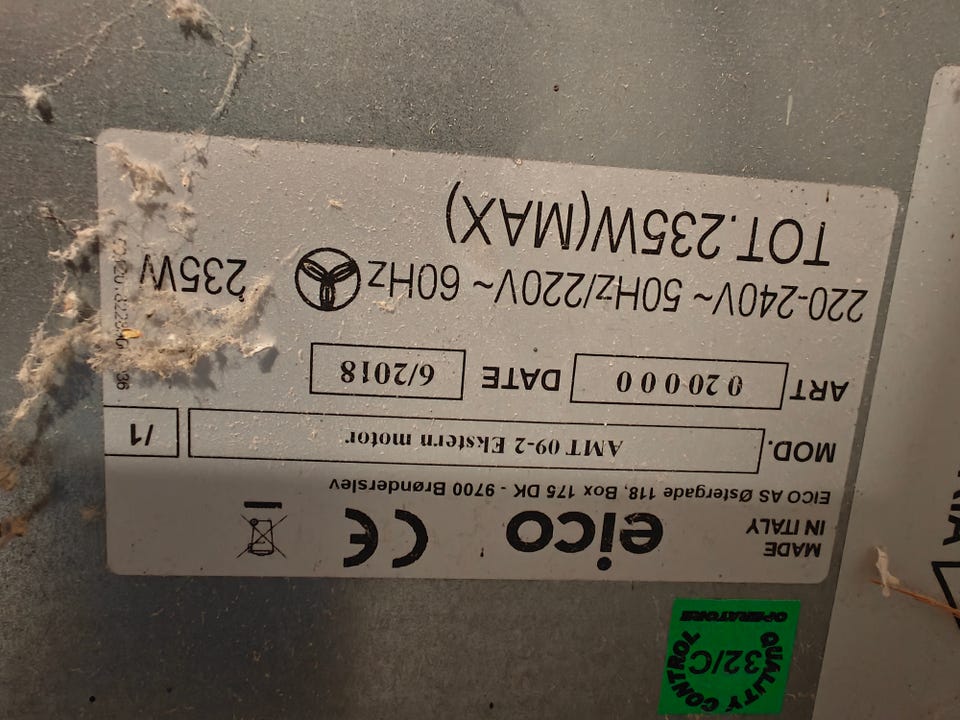 QUALITY CONTROL
32/C
OPERATORE
MADE
IN ITALY
eico
CE
EICO AS Østergade 118, Box 175 DK - 9700 Brønderslev
MOD. AMT 09-2 Ekstern motor /1
ART 020000 DATE 6/2018
220-240V~ 50Hz/220V~ 60Hz 235W
TOT.235W(MAX)